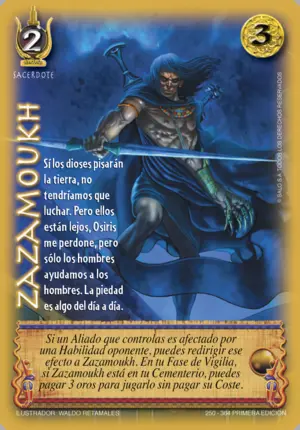 2
3
SACERDOTE
ZAZAMOUKH
Si los dioses pisarán
la tierra, no
tendríamos que
luchar. Pero ellos
están lejos, Osiris
me perdone, pero
sólo los hombres
ayudamos a los
hombres. La piedad
es algo del día a día.
Si un Aliado que controlas es afectado por
una Habilidad oponente, puedes redirigir ese
efecto a Zazamoukh. En tu Fase de Vigilia,
si Zazamoukh está en tu Cementerio, puedes
pagar 3 oros para jugarlo sin pagar su Coste.
ILUSTRADOR: WALDO RETAMALES
250 - 394 PRIMERA EDICIÓN